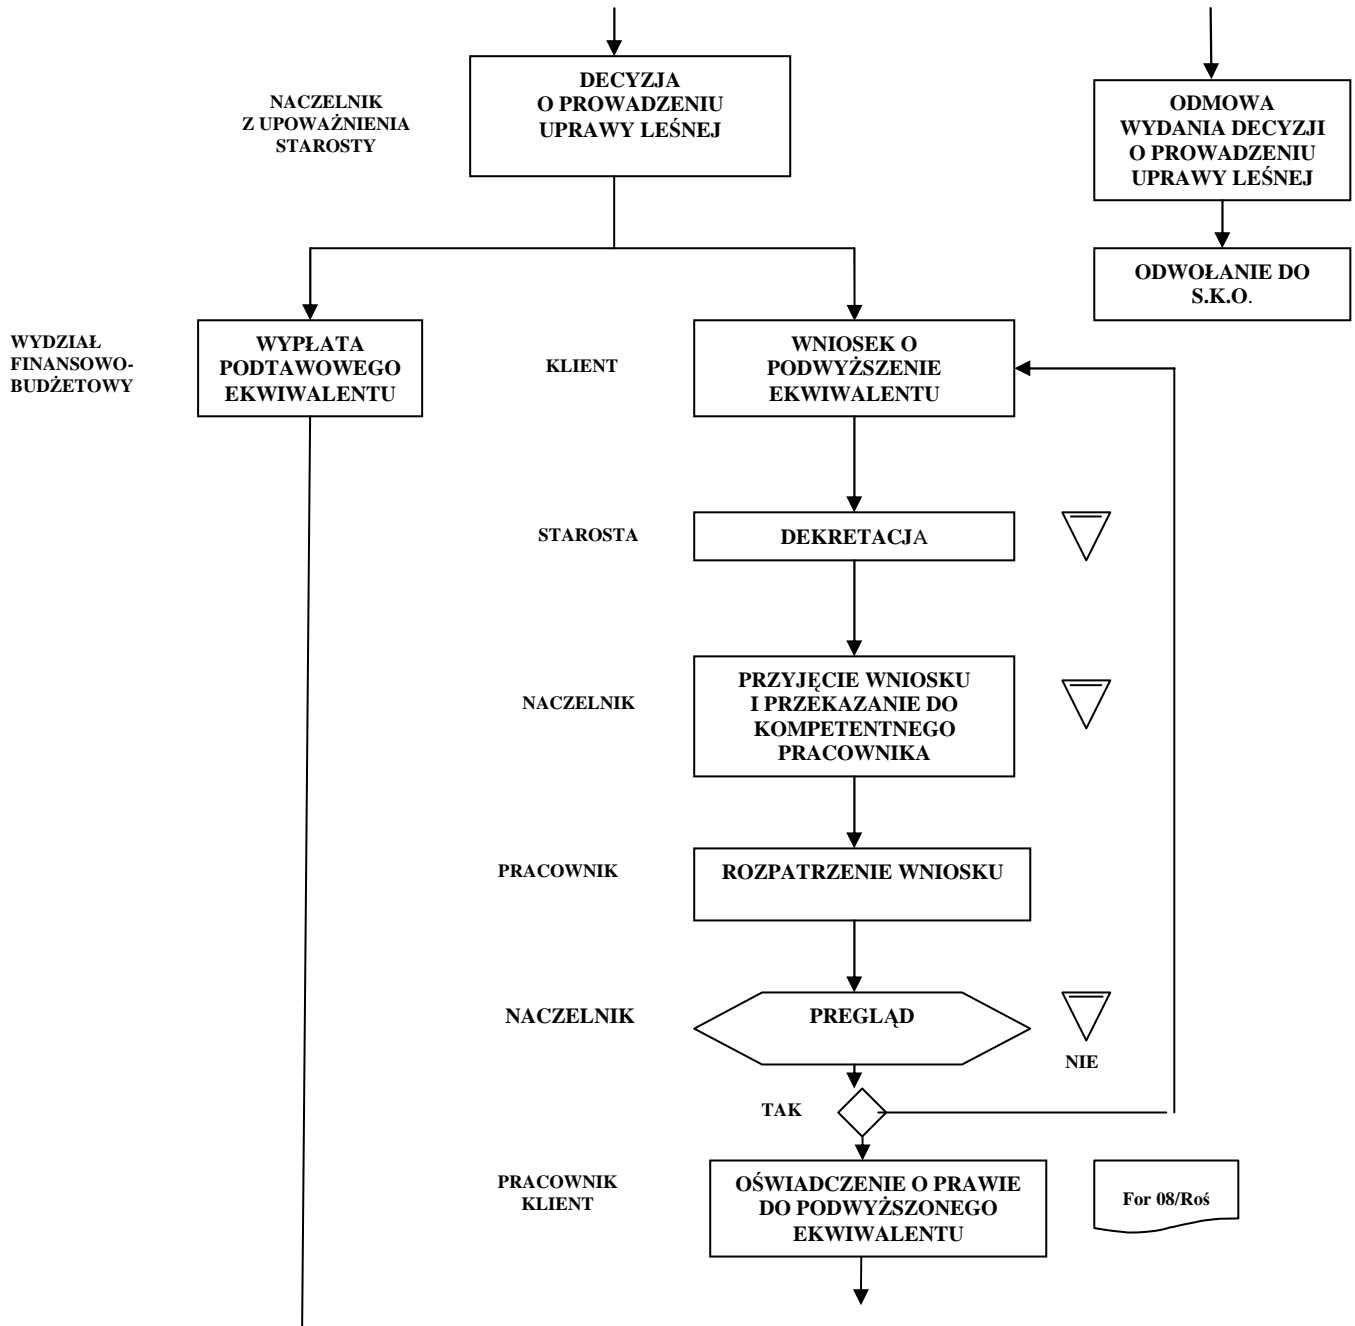 DECYZJA
O PROWADZENIU
UPRAWY LEŚNEJ
NACZELNIK
Z UPOWAŻNIENIA
STAROSTY
ODMOWA
WYDANIA DECYZJI
O PROWADZENIU
UPRAWY LEŚNEJ
ODWOŁANIE DO
S.K.O.
WYDZIAŁ
FINANSOWO-
BUDŻETOWY
WYPŁATA
PODTAWOWEGO
EKWIWALENTU
KLIENT
WNIOSEK O
PODWYŻSZENIE
EKWIWALENTU
STAROSTA
DEKRETACJA
NACZELNIK
PRZYJĘCIE WNIOSKU
I PRZEKAZANIE DO
KOMPETENTNEGO
PRACOWNIKA
PRACOWNIK
ROZPATRZENIE WNIOSKU
NACZELNIK
PREGLĄD
NIE
TAK
PRACOWNIK
KLIENT
OŚWIADCZENIE O PRAWIE
DO PODWYŻSZONEGO
EKWIWALENTU
For 08/Roś